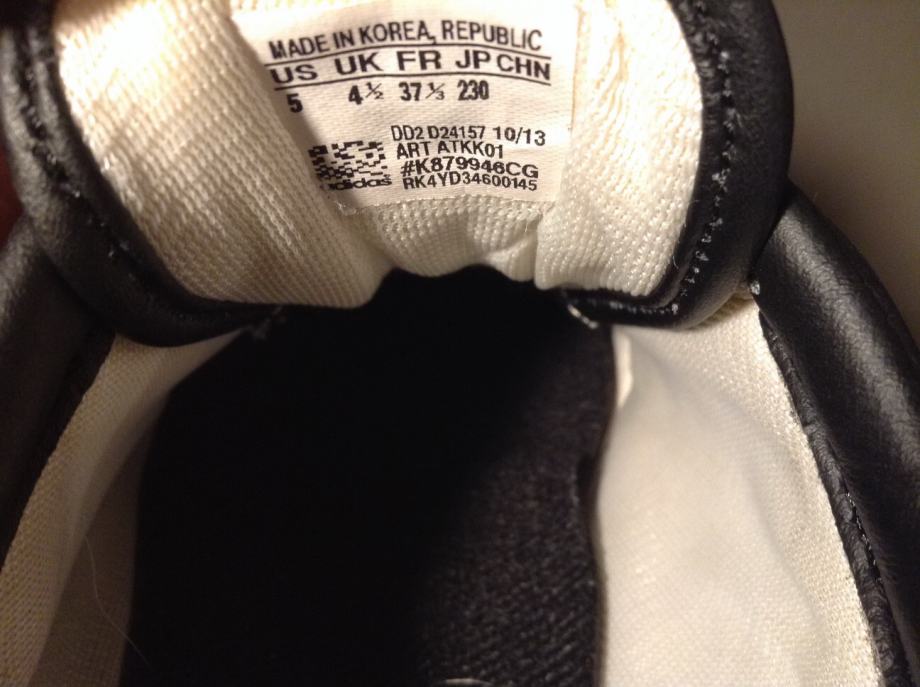 MADE IN KOREA, REPUBLIC
US UK FR JP CHN
5 4½ 37⅓ 230
DD2 D24157 10/13
ART ATKK01
#K879946CG
adidas RK4YD34600145